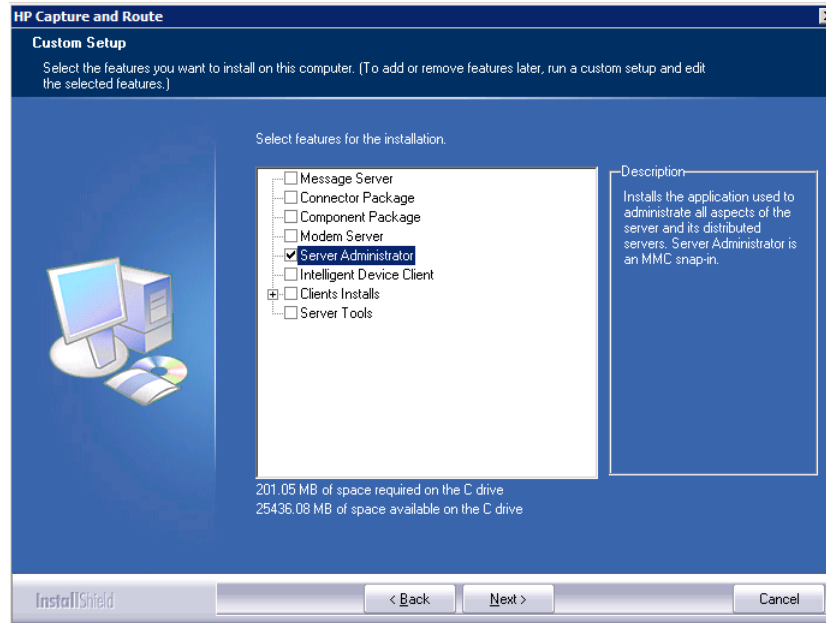 HP Capture and Route
Custom Setup
Select the features you want to install on this computer. (To add or remove features later, run a custom setup and edit
the selected features.)
Select features for the installation.
Message Server
Connector Package
Component Package
Modem Server
Server Administrator
Intelligent Device Client
Clients Installs
Server Tools
Description
Installs the application used to
administrate all aspects of the
server and its distributed
servers. Server Administrator is
an MMC snap-in.
201.05 MB of space required on the C drive
25436.08 MB of space available on the C drive
InstallShield
< Back
Next >
Cancel